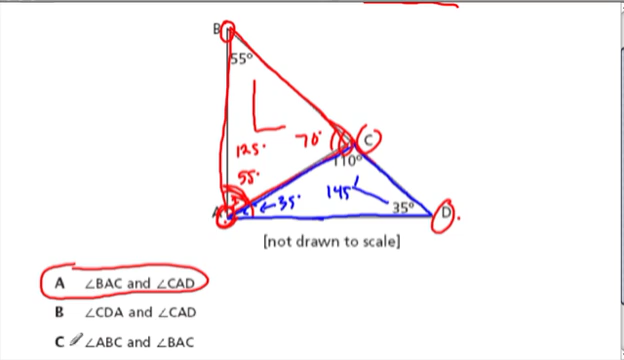 B
55°
125°
70°
C
110°
55°
A
35°
145
35°
D
[not drawn to scale]
A ∠BAC and ∠CAD
B ∠CDA and ∠CAD
C ∠ABC and ∠BAC